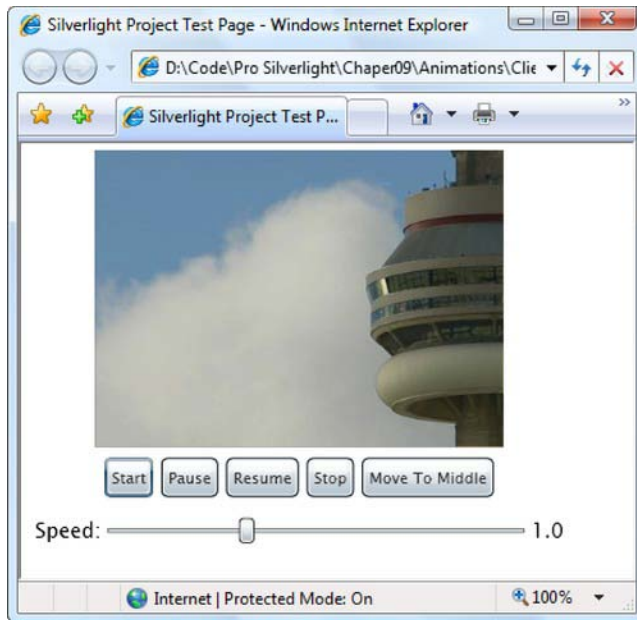 Silverlight Project Test Page - Windows Internet Explorer
D:\Code\Pro Silverlight\Chaper09\Animations\Clie
Silverlight Project Test P...
Start Pause Resume Stop Move To Middle
Speed: 1.0
Internet | Protected Mode: On 100%